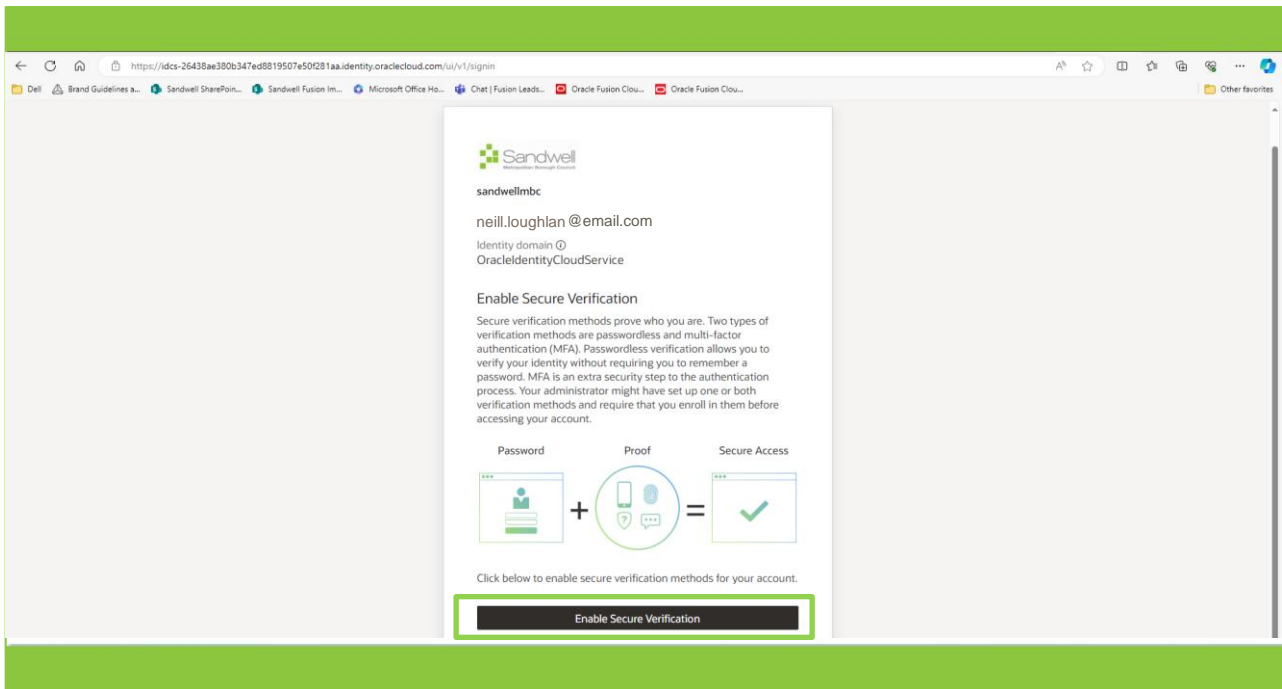 https://idcs-26438ae380b347ed8819507e50f281aa.identity.oraclecloud.com/ui/v1/signin
Dell Brand Guidelines a... Sandwell SharePoin... Sandwell Fusion Im... Microsoft Office Ho... Chat | Fusion Leads... Oracle Fusion Clou... Oracle Fusion Clou... Other favorites
Sandwell
Metropolitan Borough Council
sandwellmbc
neill.loughlan@email.com
Identity domain
OracleIdentityCloudService
Enable Secure Verification
Secure verification methods prove who you are. Two types of
verification methods are passwordless and multi-factor
authentication (MFA). Passwordless verification allows you to
verify your identity without requiring you to remember a
password. MFA is an extra security step to the authentication
process. Your administrator might have set up one or both
verification methods and require that you enroll in them before
accessing your account.
Password Proof Secure Access
+ =
Click below to enable secure verification methods for your account.
Enable Secure Verification